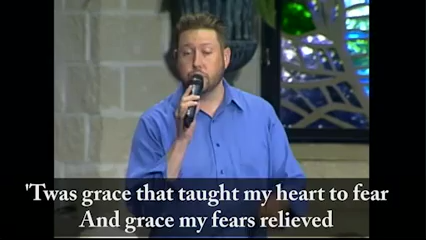 'Twas grace that taught my heart to fear
And grace my fears relieved